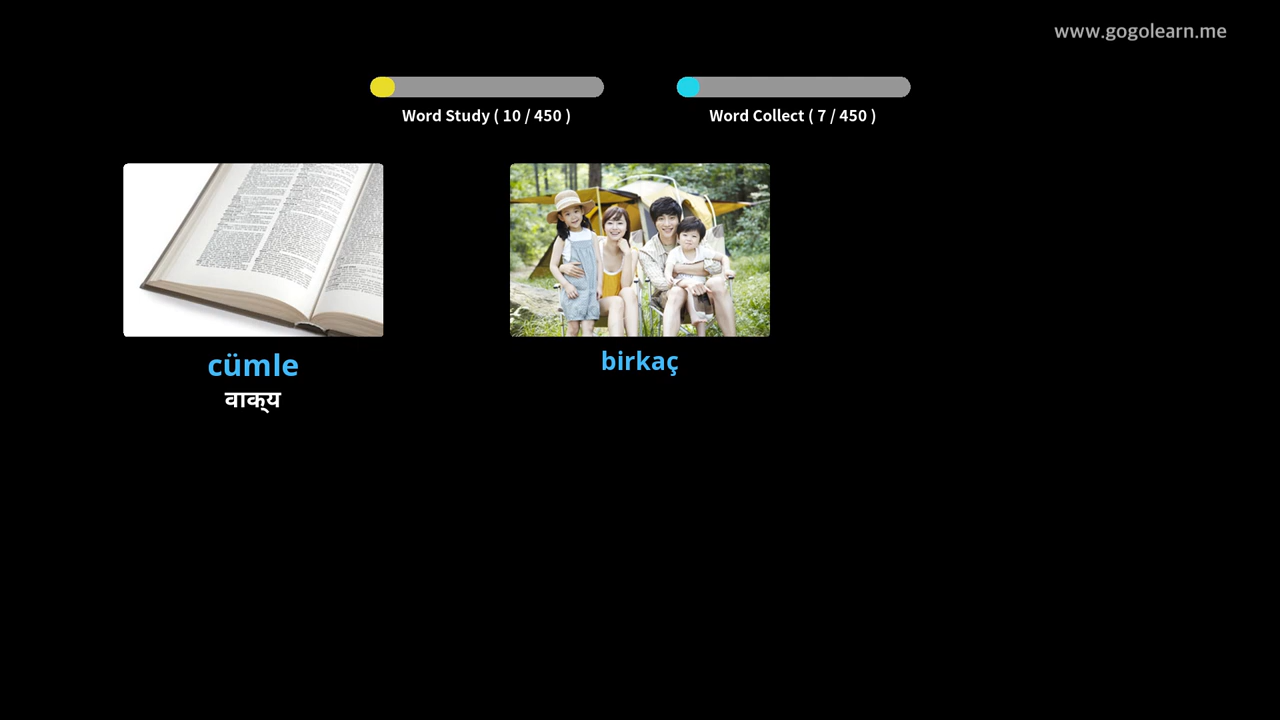 www.gogolearn.me
Word Study ( 10 / 450 )
Word Collect ( 7 / 450 )
cümle
वाक्य
birkaç